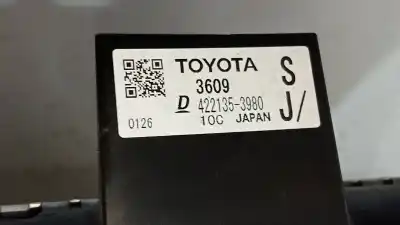 TOYOTA S
3609
D 422135-3980 J/
0126 10C JAPAN